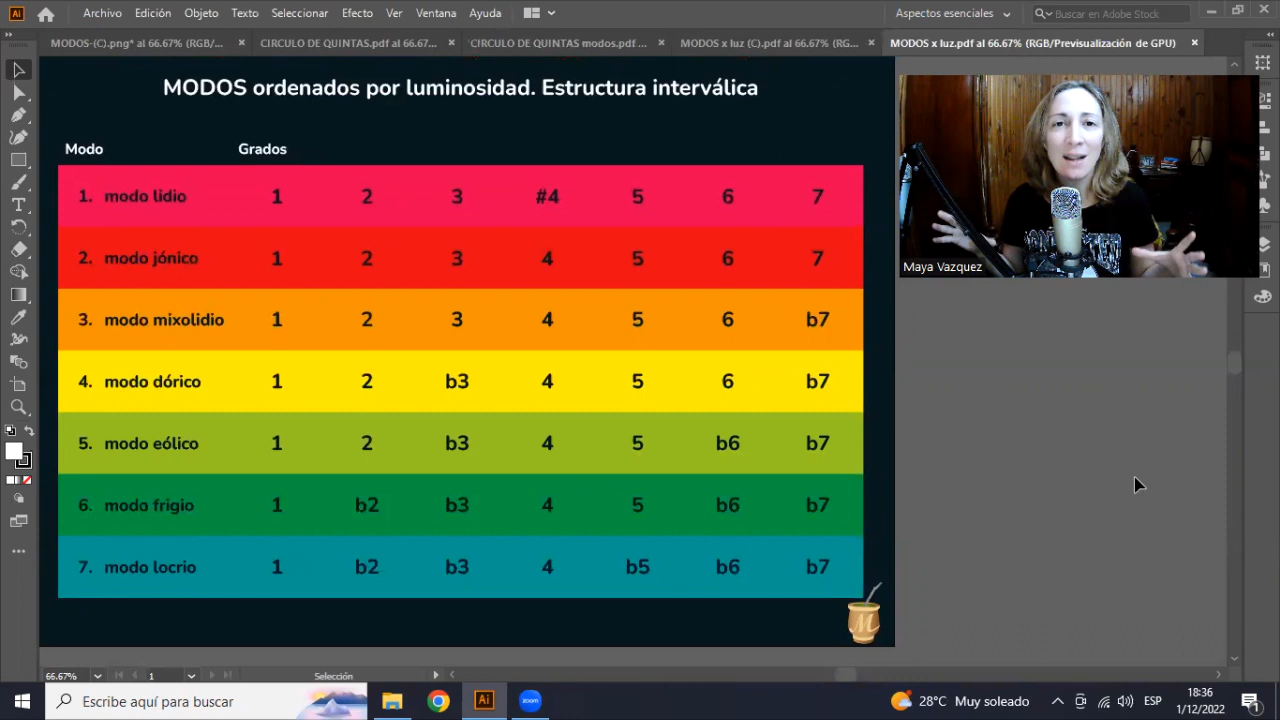 Ai Archivo Edición Objeto Texto Seleccionar Efecto Ver Ventana Ayuda Aspectos esenciales Buscar en Adobe Stock
MODOS-(C).png* al 66.67% (RGB/... CIRCULO DE QUINTAS.pdf al 66.67... CIRCULO DE QUINTAS modos.pdf ... MODOS x luz (C).pdf al 66.67% (RG... MODOS x luz.pdf al 66.67% (RGB/Previsualización de GPU)
MODOS ordenados por luminosidad. Estructura interválica
Modo Grados
1. modo lidio 1 2 3 #4 5 6 7
2. modo jónico 1 2 3 4 5 6 7
3. modo mixolidio 1 2 3 4 5 6 b7
4. modo dórico 1 2 b3 4 5 6 b7
5. modo eólico 1 2 b3 4 5 b6 b7
6. modo frigio 1 b2 b3 4 5 b6 b7
7. modo locrio 1 b2 b3 4 b5 b6 b7
Maya Vazquez
M
66.67% 1 Selección
Escribe aquí para buscar Ai zoom 28°C Muy soleado ESP 18:36
1/12/2022 1